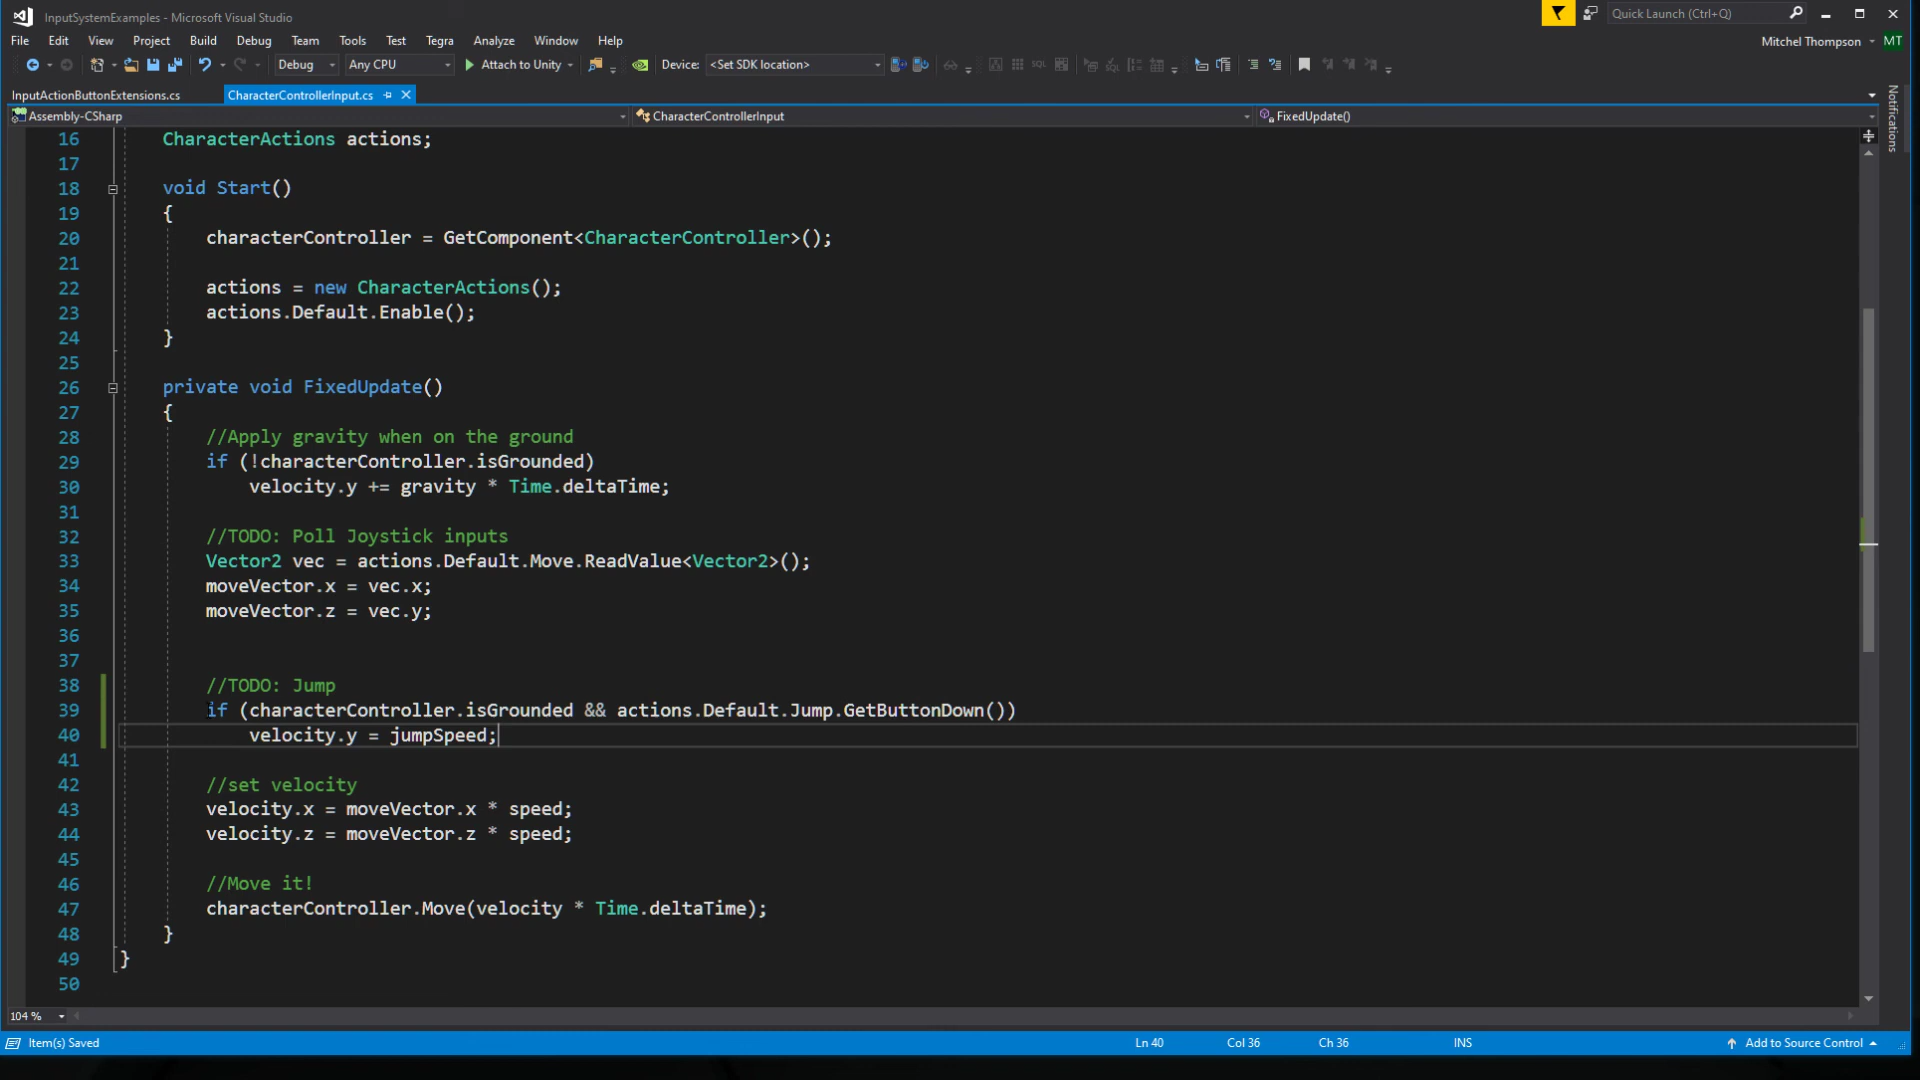 InputSystemExamples - Microsoft Visual Studio
Quick Launch (Ctrl+Q)
File Edit View Project Build Debug Team Tools Test Tegra Analyze Window Help
Mitchel Thompson MT
Debug Any CPU Attach to Unity Device: <Set SDK location>
InputActionButtonExtensions.cs CharacterControllerInput.cs
Assembly-CSharp CharacterControllerInput FixedUpdate()
Notifications
16 CharacterActions actions;
17
18 void Start()
19 {
20 characterController = GetComponent<CharacterController>();
21
22 actions = new CharacterActions();
23 actions.Default.Enable();
24 }
25
26 private void FixedUpdate()
27 {
28 //Apply gravity when on the ground
29 if (!characterController.isGrounded)
30 velocity.y += gravity * Time.deltaTime;
31
32 //TODO: Poll Joystick inputs
33 Vector2 vec = actions.Default.Move.ReadValue<Vector2>();
34 moveVector.x = vec.x;
35 moveVector.z = vec.y;
36
37
38 //TODO: Jump
39 if (characterController.isGrounded && actions.Default.Jump.GetButtonDown())
40 velocity.y = jumpSpeed;
41
42 //set velocity
43 velocity.x = moveVector.x * speed;
44 velocity.z = moveVector.z * speed;
45
46 //Move it!
47 characterController.Move(velocity * Time.deltaTime);
48 }
49 }
50
104 %
Item(s) Saved Ln 40 Col 36 Ch 36 INS Add to Source Control